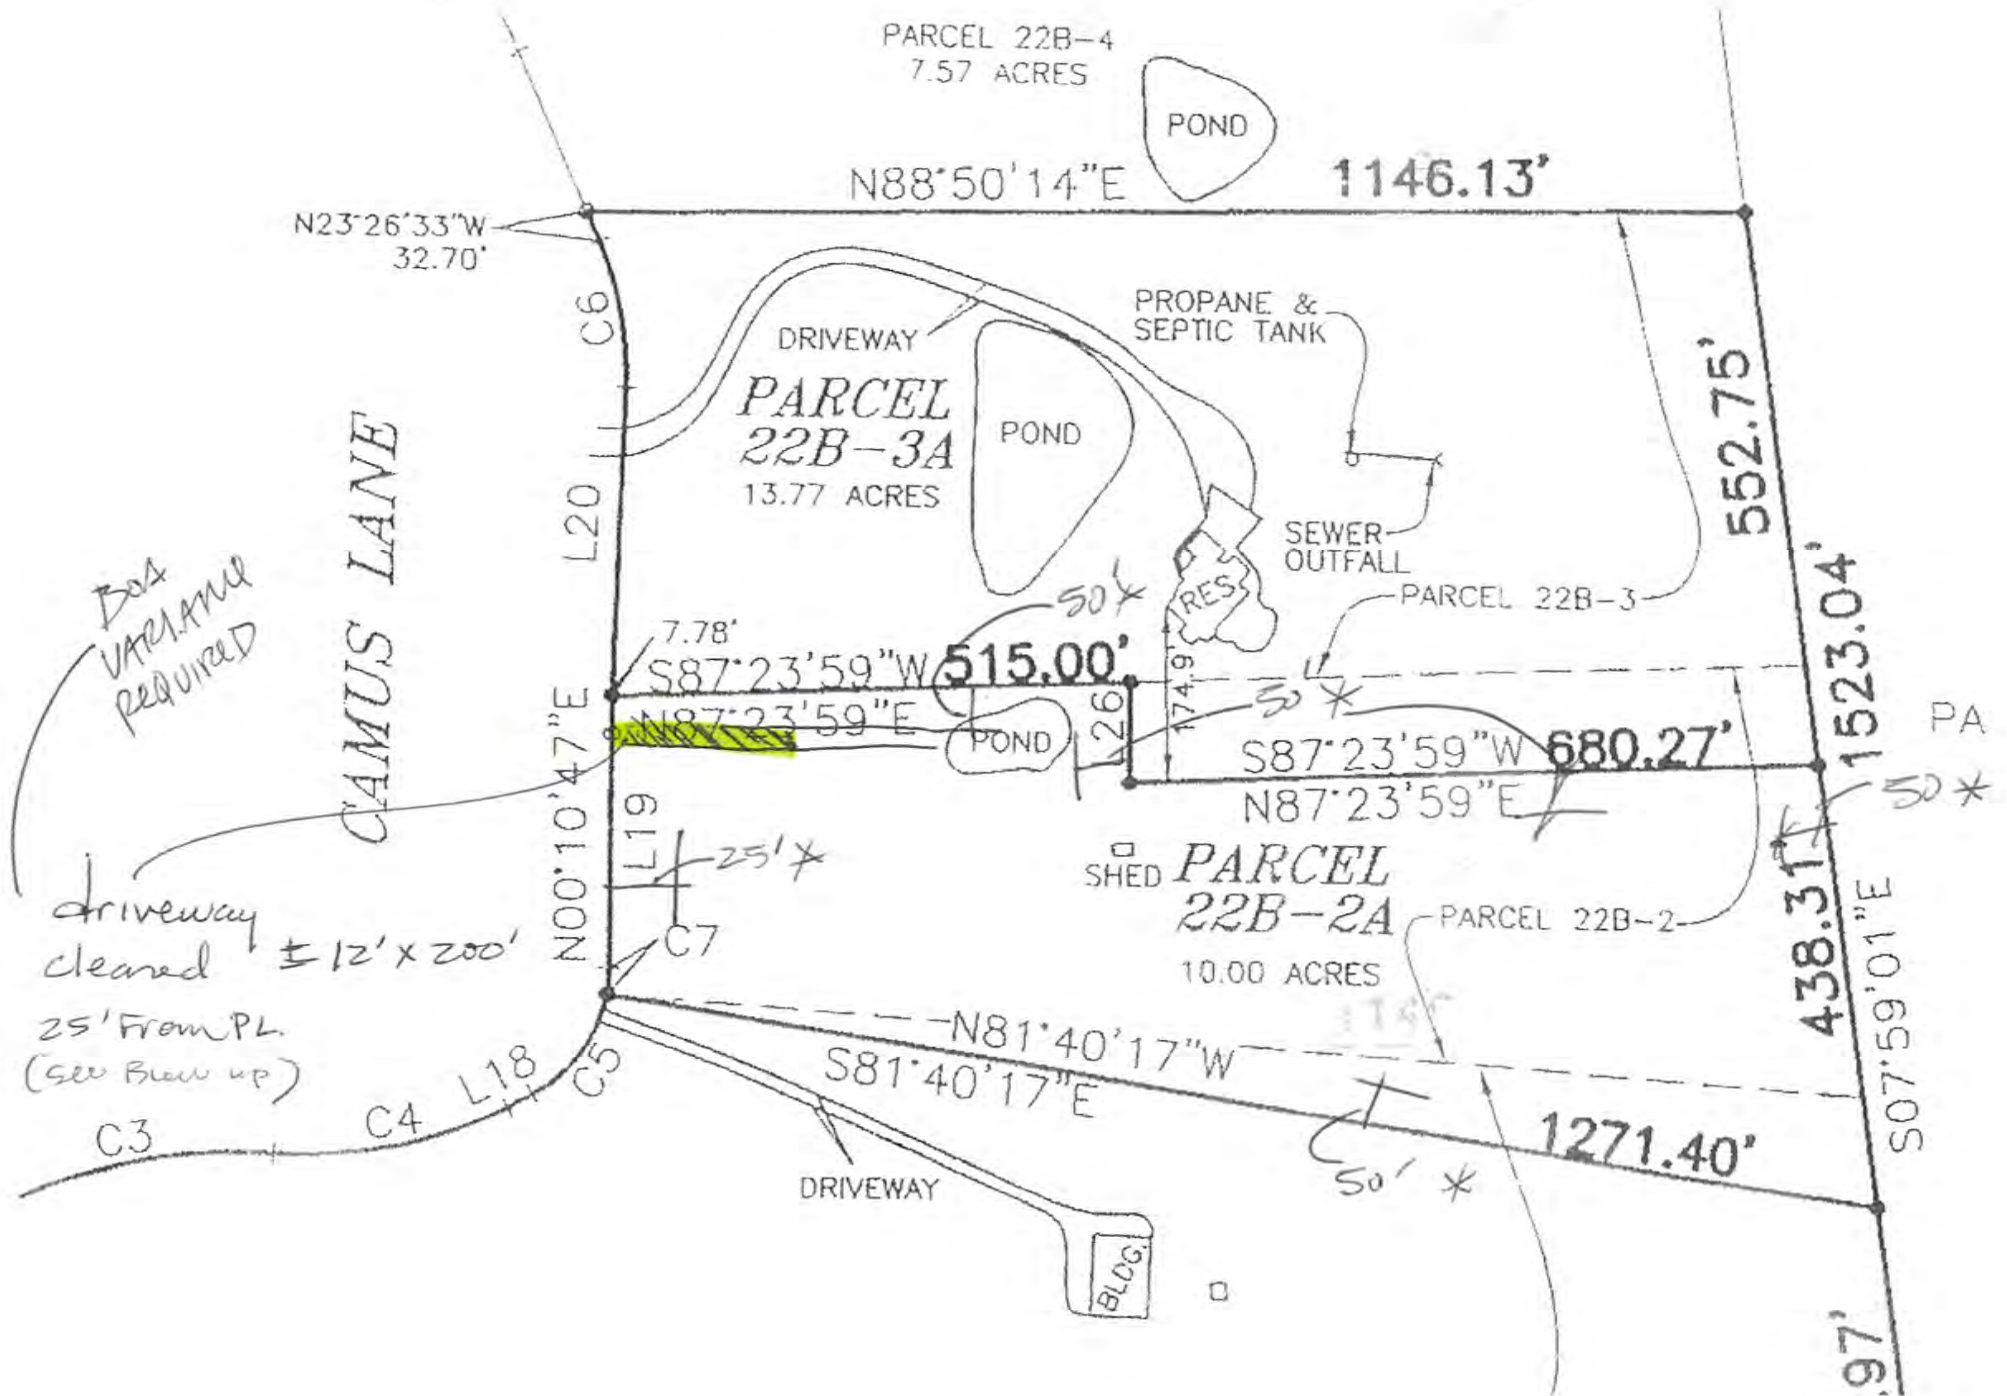 PARCEL 22B-4
7.57 ACRES
POND
N88°50'14"E
1146.13'
N23°26'33"W
32.70'
C6
DRIVEWAY
PROPANE &
SEPTIC TANK
PARCEL
22B-3A
13.77 ACRES
POND
552.75'
CAMUS LANE
L20
SEWER
OUTFALL
RES
PARCEL 22B-3
BOA
VARIANCE
REQUIRED
50' *
7.78'
S87°23'59"W 515.00'
N87°23'59"E
POND
L26
174.9'
50' *
S87°23'59"W 680.27'
N87°23'59"E
1523.04'
PA
50 *
N00°10'47"E
L19
25' *
C7
SHED
PARCEL
22B-2A
10.00 ACRES
PARCEL 22B-2
438.31'
S07°59'01"E
driveway
cleared ± 12' x 200'
25' From PL.
(see Blow up)
N81°40'17"W
S81°40'17"E
1271.40'
50' *
L18
C5
C4
C3
DRIVEWAY
BLDG.
.97'